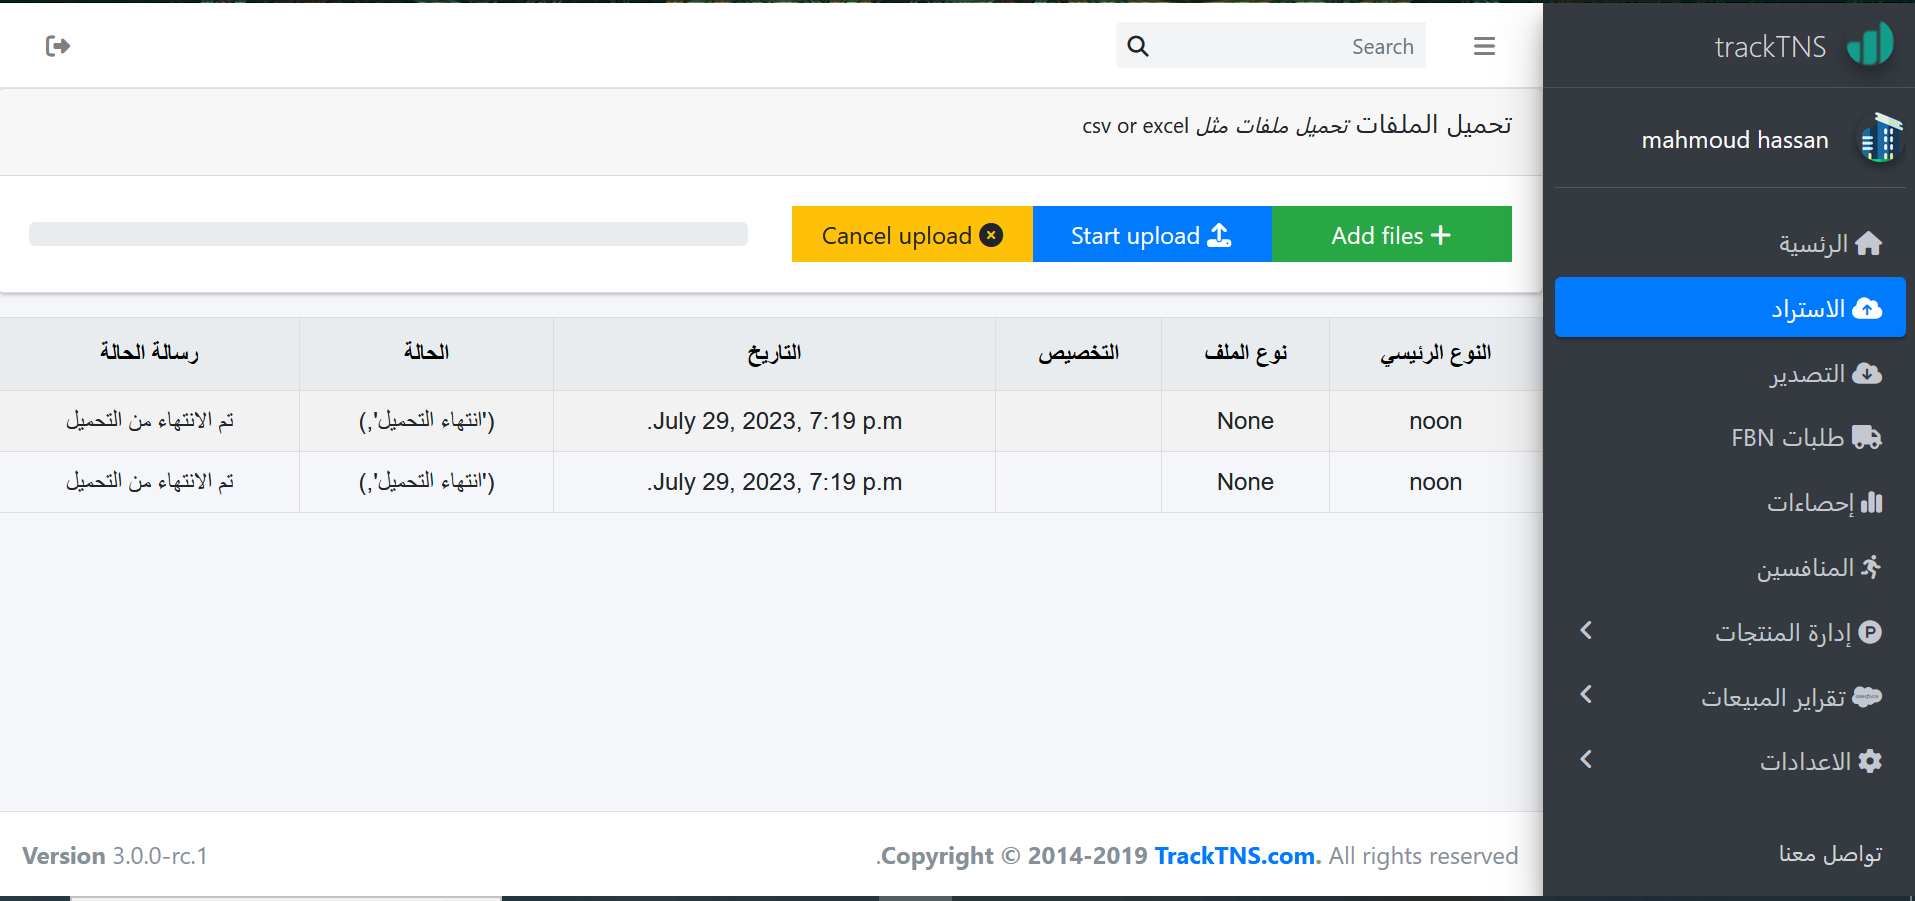 trackTNS
mahmoud hassan
الرئسية
الاستراد
التصدير
طلبات FBN
إحصاءات
المنافسين
إدارة المنتجات
تقراير المبيعات
الاعدادات
تواصل معنا
Search
تحميل الملفات تحميل ملفات مثل csv or excel
Add files
Start upload
Cancel upload
النوع الرئيسي نوع الملف التخصيص التاريخ الحالة رسالة الحالة
noon None July 29, 2023, 7:19 p.m. ('انتهاء التحميل',) تم الانتهاء من التحميل
noon None July 29, 2023, 7:19 p.m. ('انتهاء التحميل',) تم الانتهاء من التحميل
Copyright © 2014-2019 TrackTNS.com. All rights reserved.
Version 3.0.0-rc.1